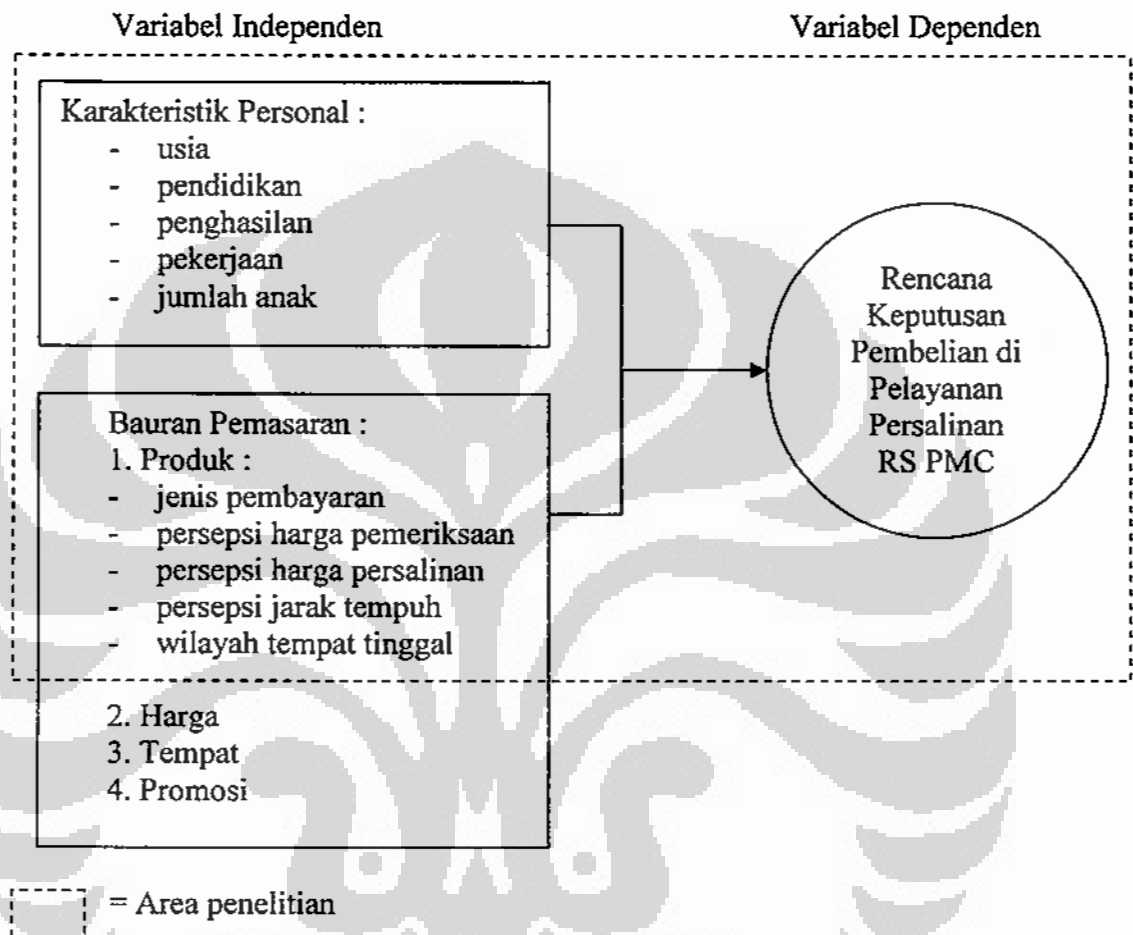 Variabel Independen
Variabel Dependen
Karakteristik Personal :
- usia
- pendidikan
- penghasilan
- pekerjaan
- jumlah anak
Bauran Pemasaran :
1. Produk :
- jenis pembayaran
- persepsi harga pemeriksaan
- persepsi harga persalinan
- persepsi jarak tempuh
- wilayah tempat tinggal
2. Harga
3. Tempat
4. Promosi
Rencana
Keputusan
Pembelian di
Pelayanan
Persalinan
RS PMC
= Area penelitian